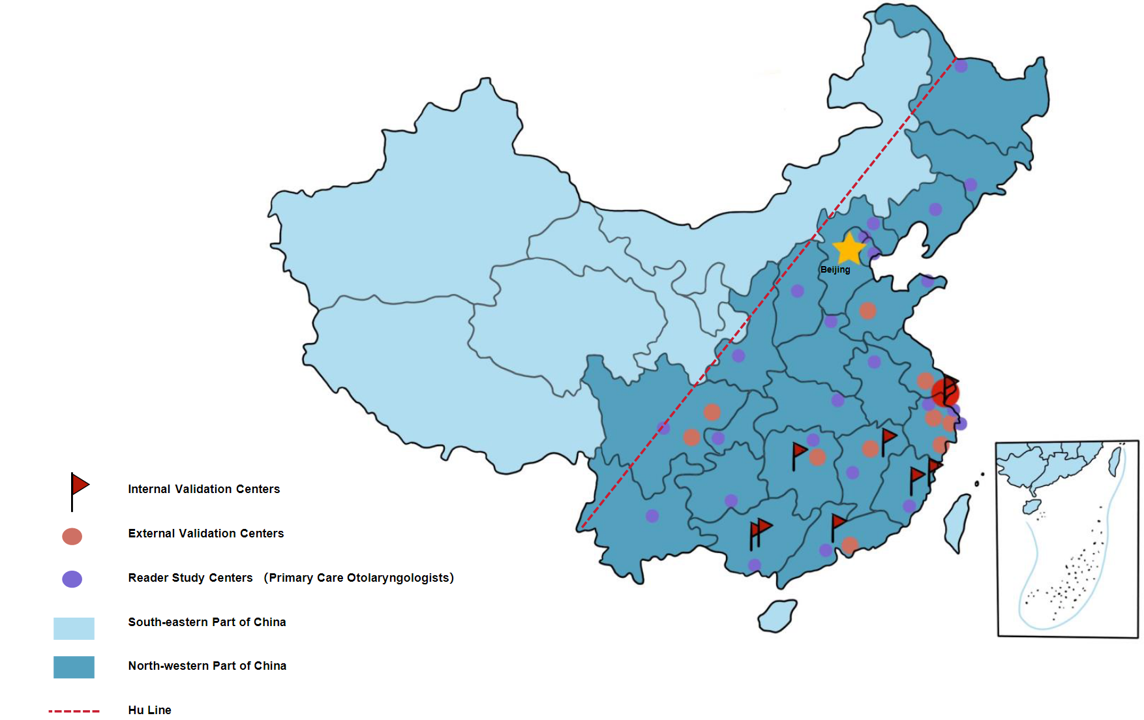 Beijing
Internal Validation Centers
External Validation Centers
Reader Study Centers (Primary Care Otolaryngologists)
South-eastern Part of China
North-western Part of China
Hu Line